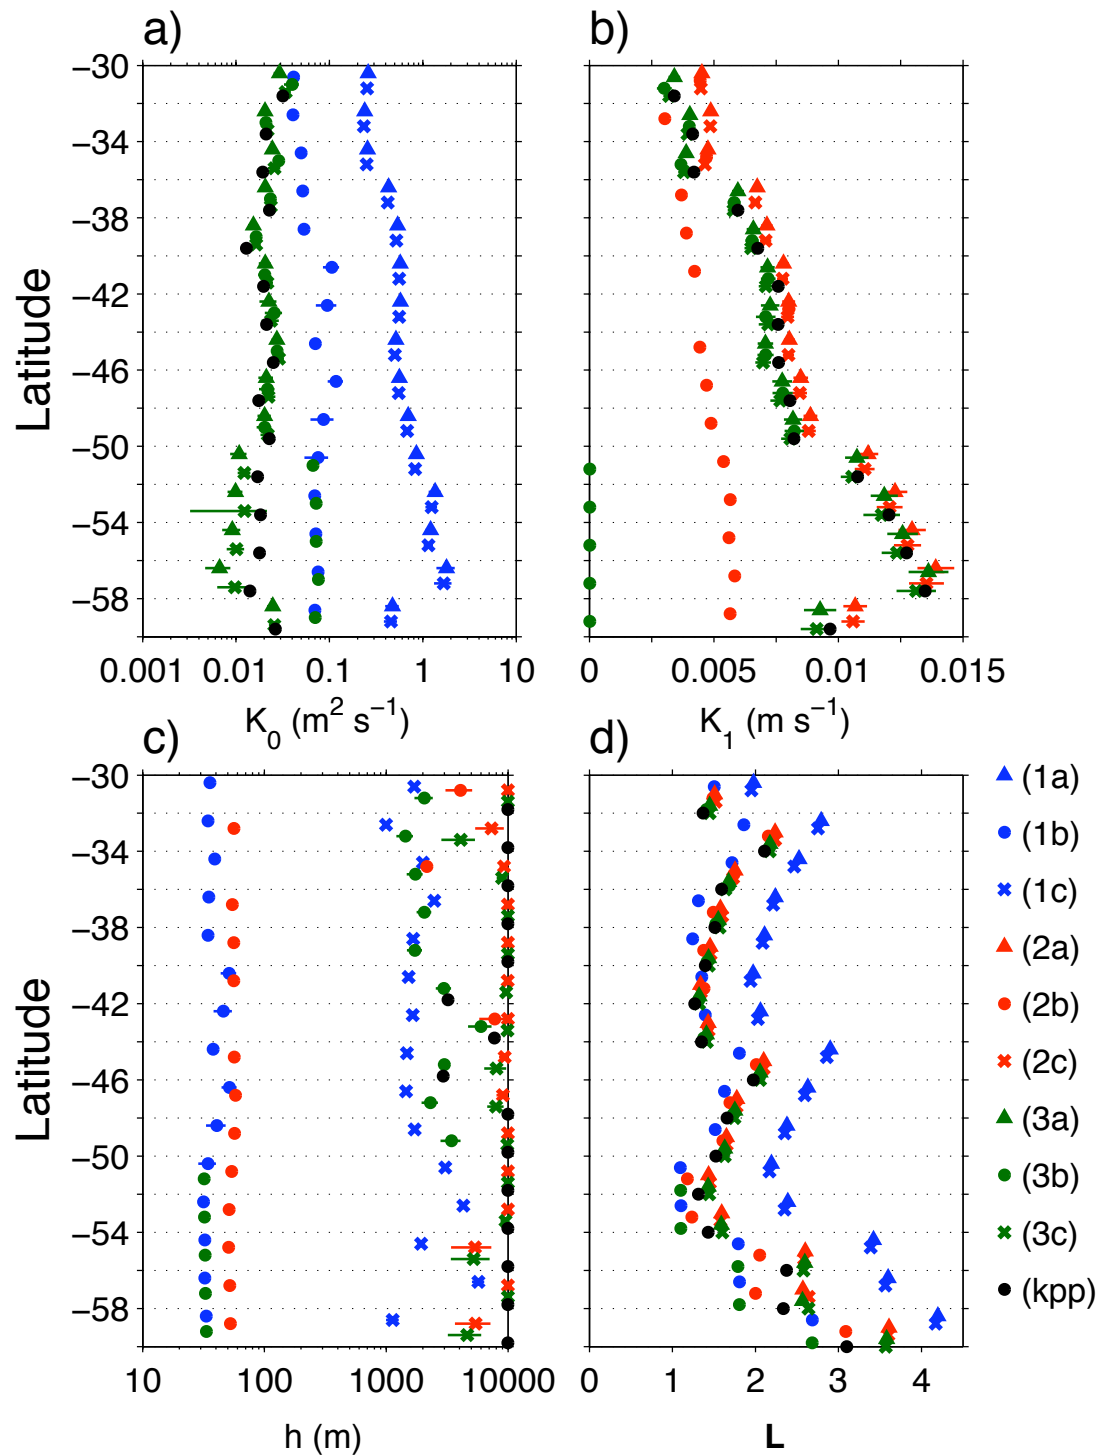 a) b)
−30
−34
−38
−42
−46
−50
−54
−58
Latitude
0.001 0.01 0.1 1 10
K0 (m2 s−1)
0 0.005 0.01 0.015
K1 (m s−1)
c) d)
−30
−34
−38
−42
−46
−50
−54
−58
Latitude
10 100 1000 10000
h (m)
0 1 2 3 4
L
(1a)
(1b)
(1c)
(2a)
(2b)
(2c)
(3a)
(3b)
(3c)
(kpp)